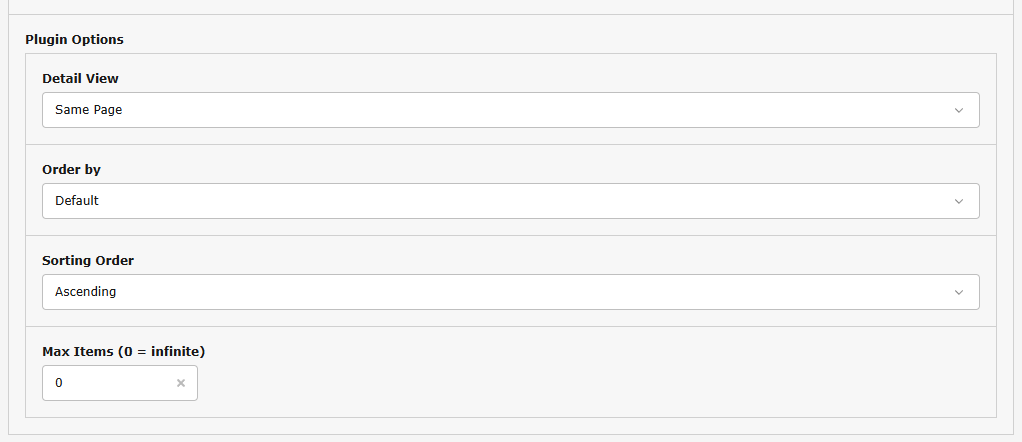 Plugin Options
Detail View
Same Page
Order by
Default
Sorting Order
Ascending
Max Items (0 = infinite)
0